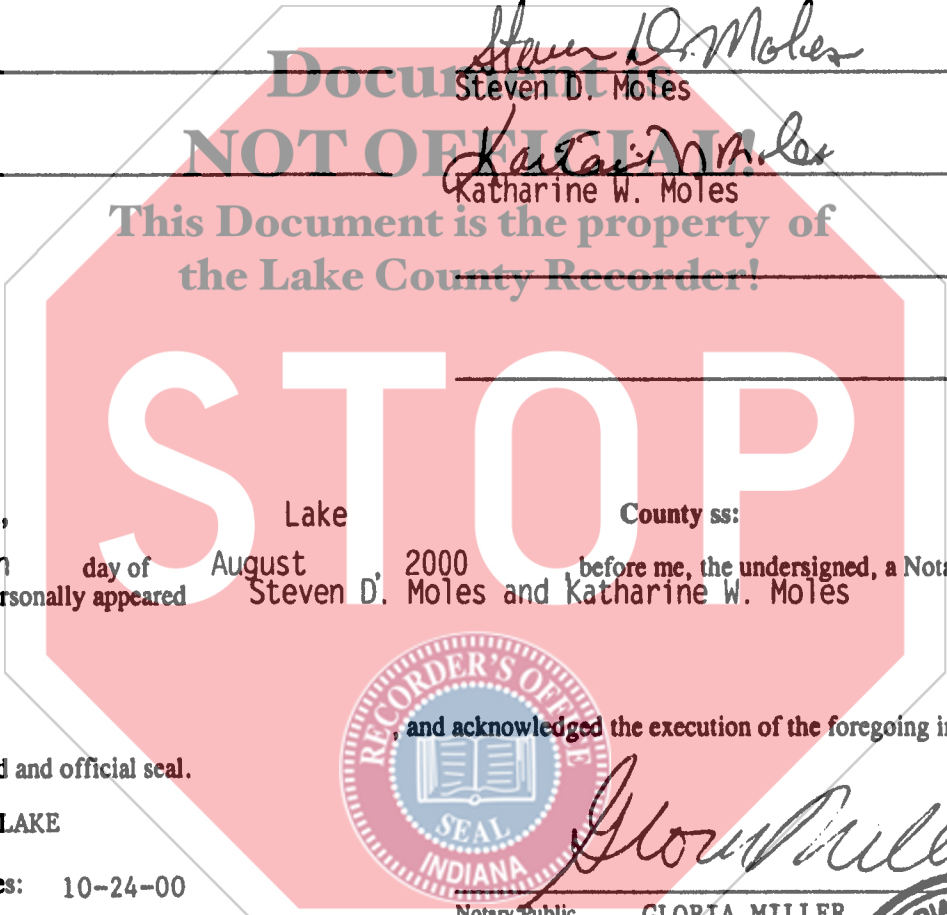 Steven D. Moles
Document is
Steven D. Moles
NOT OFFICIAL!
Katharine W. Moles
This Document is the property of
the Lake County Recorder!
STOP
, Lake County ss:
day of August , 2000 , before me, the undersigned, a Nota
rsonally appeared Steven D. Moles and Katharine W. Moles
RECORDER'S OFFICE
, and acknowledged the execution of the foregoing in
d and official seal.
LAKE
SEAL
INDIANA
es: 10-24-00
Notary Public GLORIA MILLER